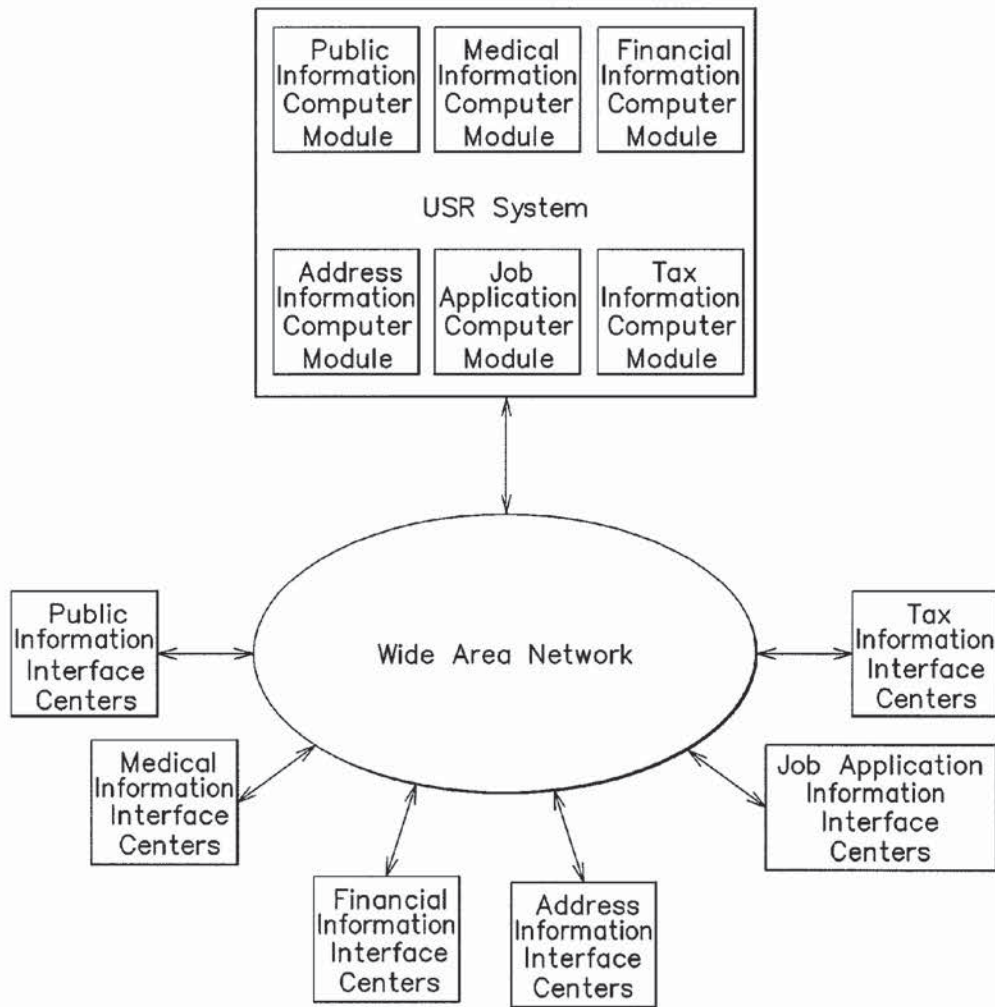 Public
Information
Computer
Module
Medical
Information
Computer
Module
Financial
Information
Computer
Module
USR System
Address
Information
Computer
Module
Job
Application
Computer
Module
Tax
Information
Computer
Module
Wide Area Network
Public
Information
Interface
Centers
Tax
Information
Interface
Centers
Medical
Information
Interface
Centers
Job Application
Information
Interface
Centers
Financial
Information
Interface
Centers
Address
Information
Interface
Centers